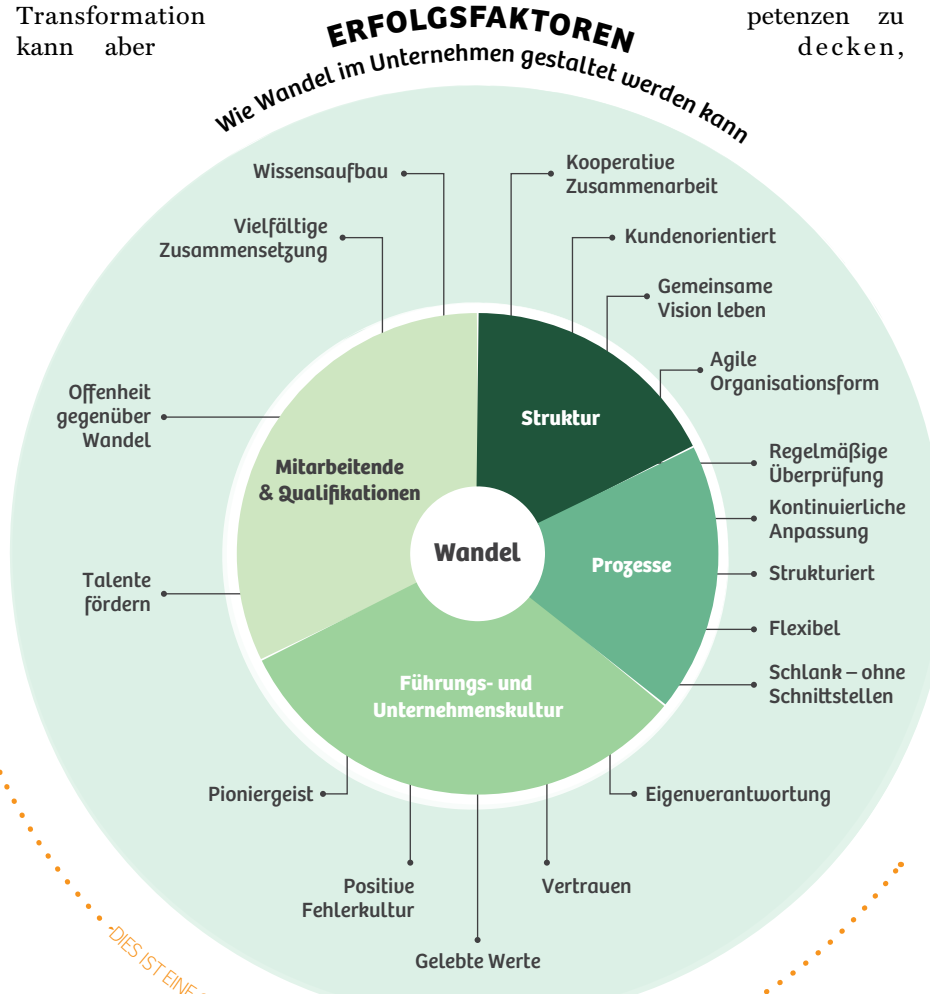 Transformation
kann aber
petenzen zu
decken,
ERFOLGSFAKTOREN
Wie Wandel im Unternehmen gestaltet werden kann
Wissensaufbau
Vielfältige
Zusammensetzung
Offenheit
gegenüber
Wandel
Talente
fördern
Kooperative
Zusammenarbeit
Kundenorientiert
Gemeinsame
Vision leben
Agile
Organisationsform
Regelmäßige
Überprüfung
Kontinuierliche
Anpassung
Strukturiert
Flexibel
Schlank – ohne
Schnittstellen
Struktur
Mitarbeitende
& Qualifikationen
Wandel
Prozesse
Führungs- und
Unternehmenskultur
Pioniergeist
Positive
Fehlerkultur
Gelebte Werte
Vertrauen
Eigenverantwortung
-DIES IST EINE